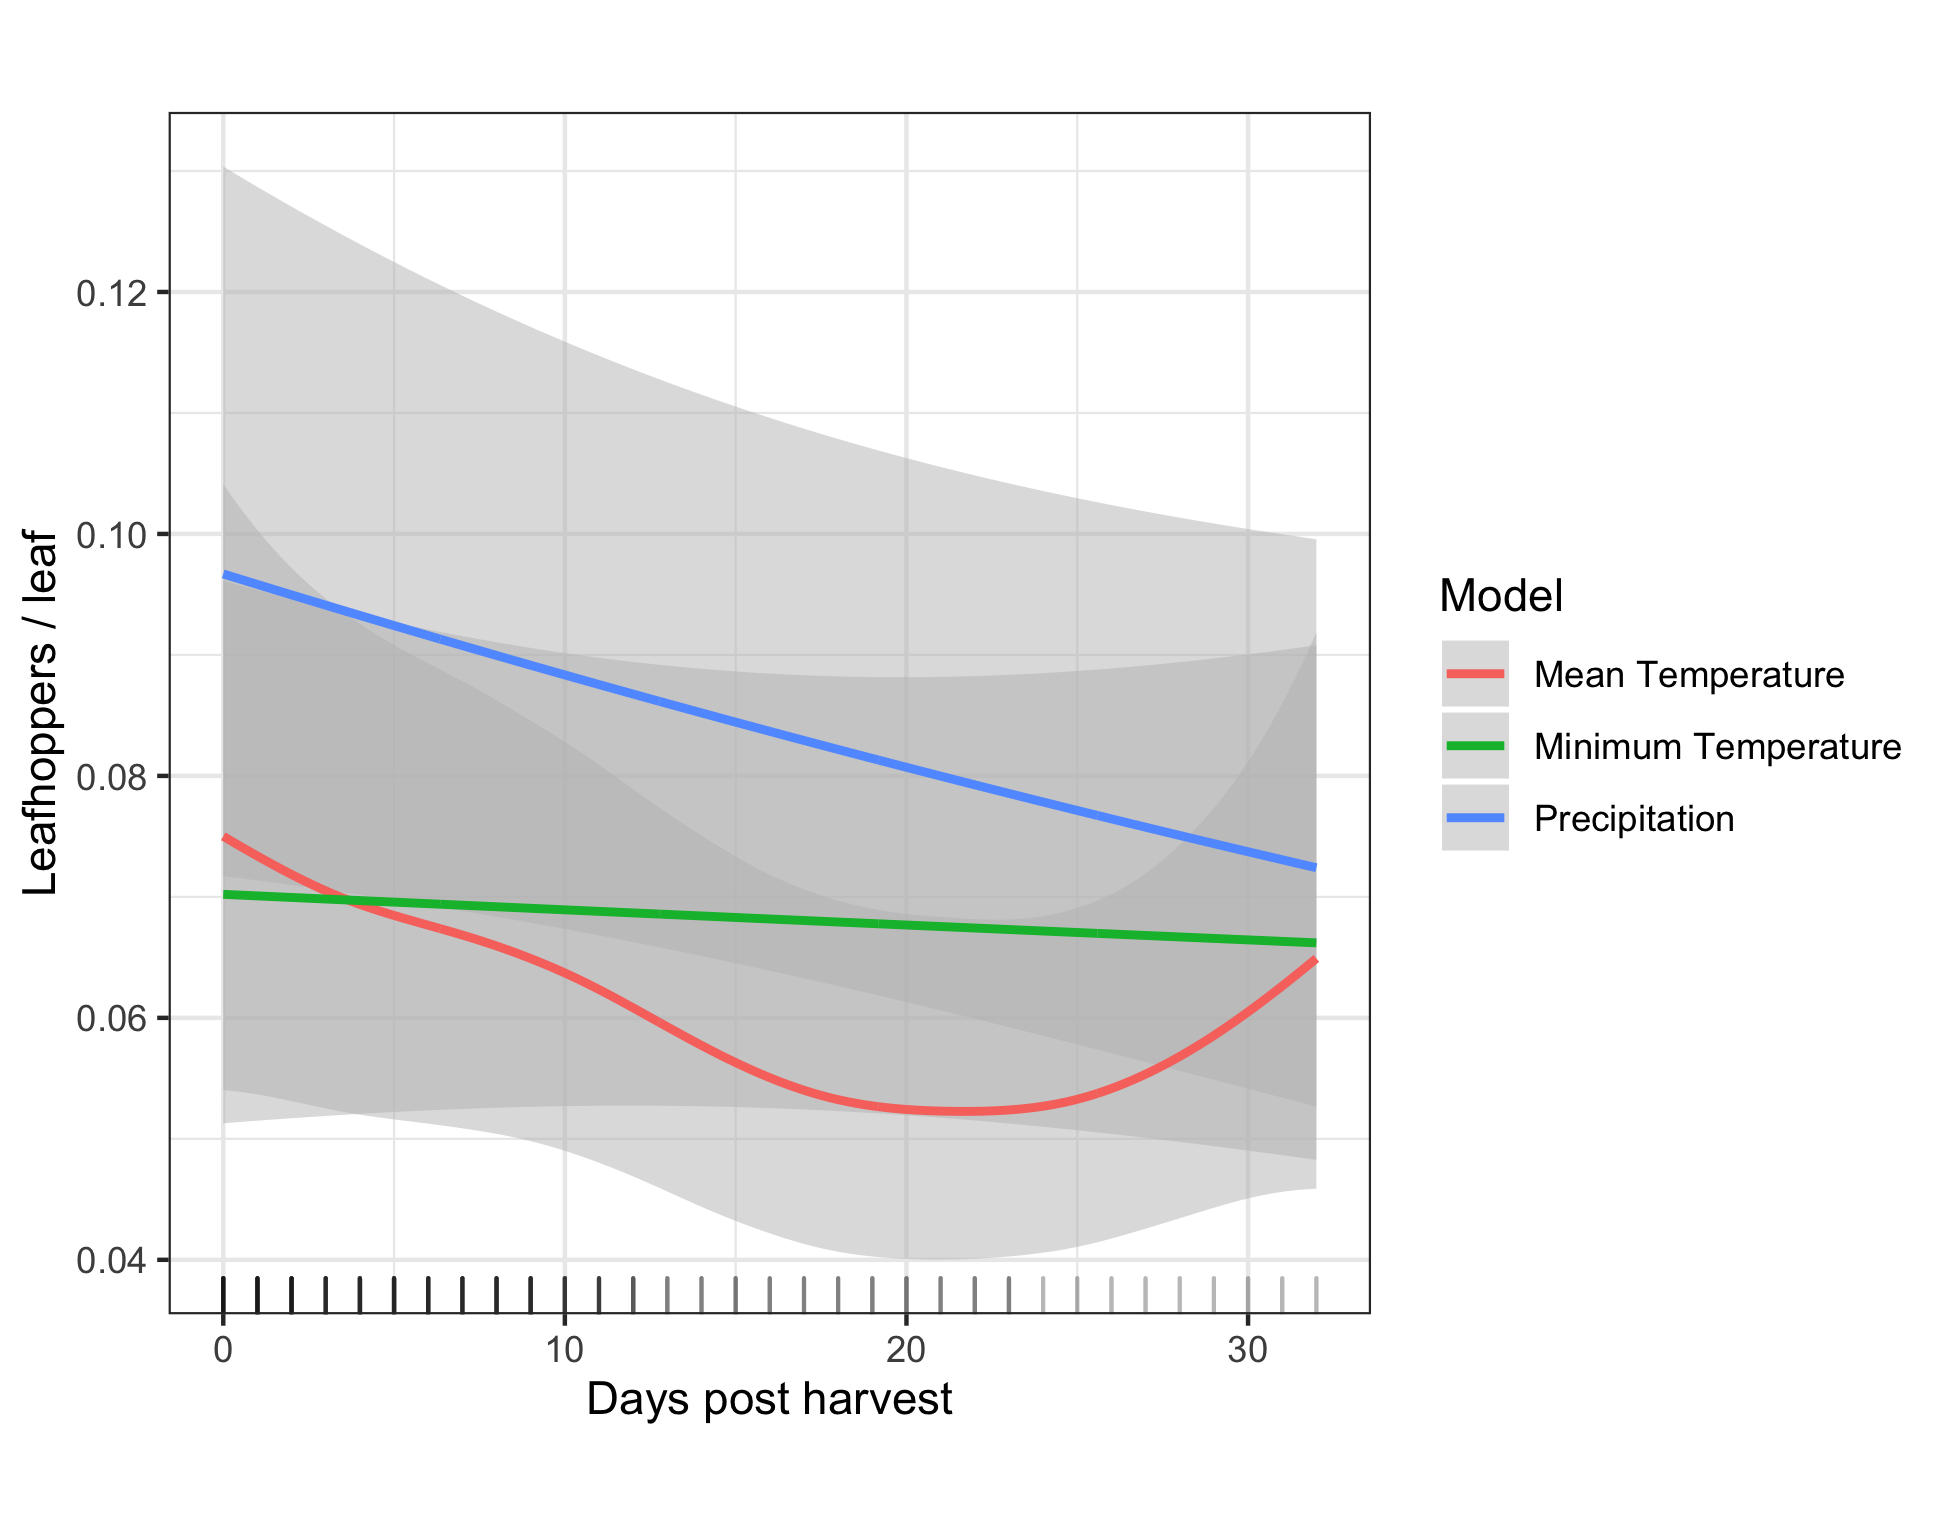 0.12
0.10
0.08
0.06
0.04
Leafhoppers / leaf
0 10 20 30
Days post harvest
Model
Mean Temperature
Minimum Temperature
Precipitation